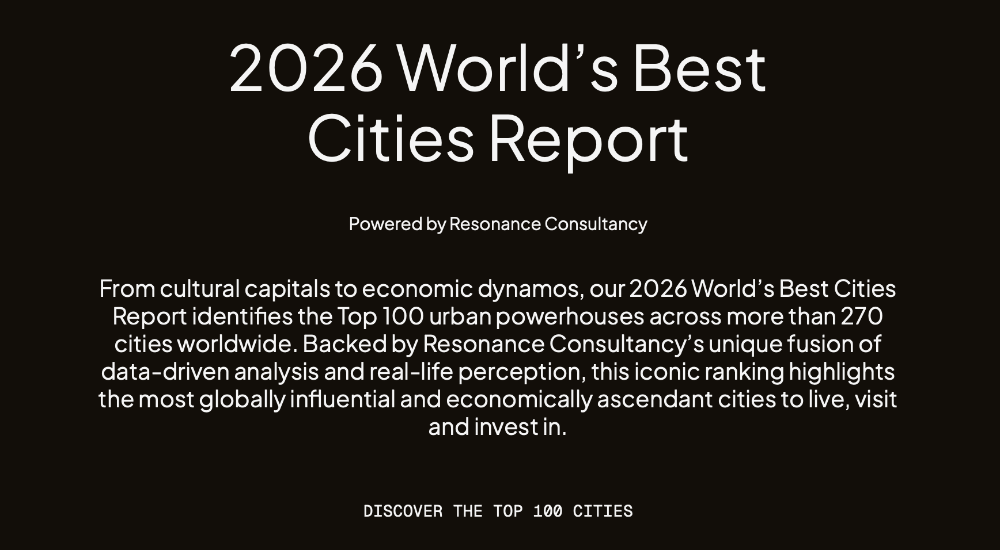 2026 World’s Best
Cities Report
Powered by Resonance Consultancy
From cultural capitals to economic dynamos, our 2026 World’s Best Cities
Report identifies the Top 100 urban powerhouses across more than 270
cities worldwide. Backed by Resonance Consultancy’s unique fusion of
data-driven analysis and real-life perception, this iconic ranking highlights
the most globally influential and economically ascendant cities to live, visit
and invest in.
DISCOVER THE TOP 100 CITIES